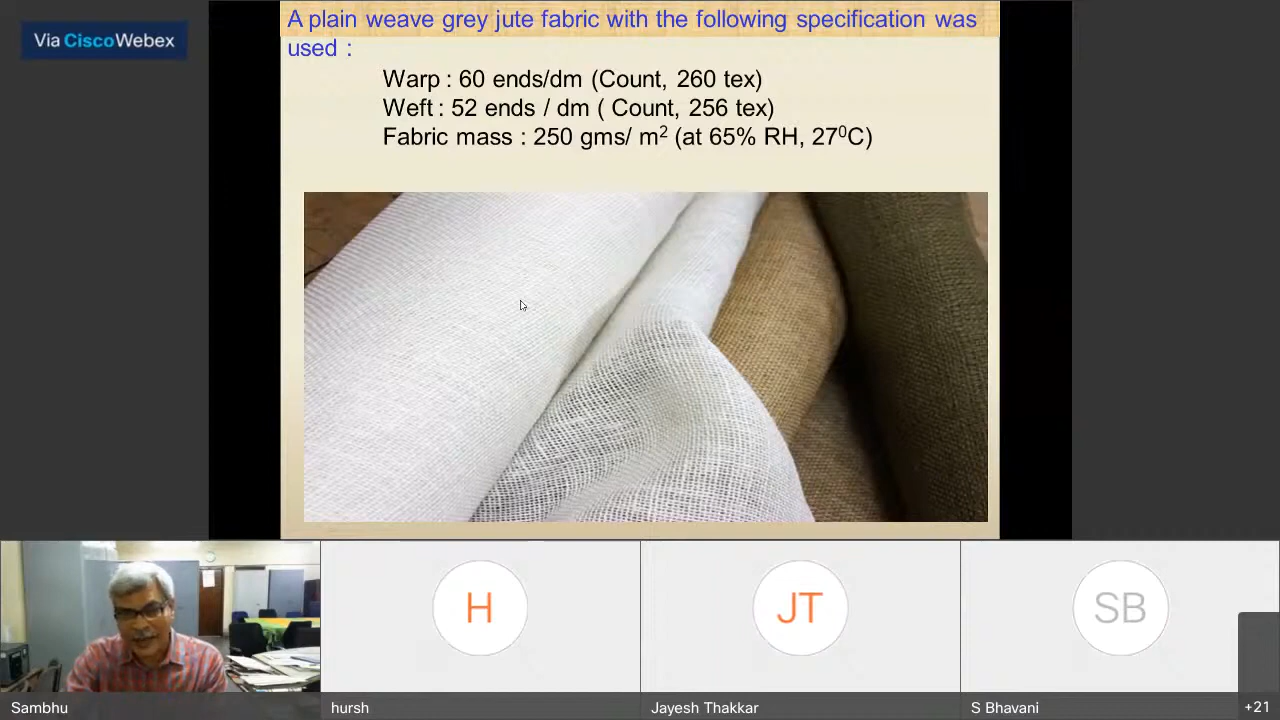 Via CiscoWebex
A plain weave grey jute fabric with the following specification was
used :
Warp : 60 ends/dm (Count, 260 tex)
Weft : 52 ends / dm ( Count, 256 tex)
Fabric mass : 250 gms/ m² (at 65% RH, 27⁰C)
H
JT
SB
Sambhu
hursh
Jayesh Thakkar
S Bhavani
+21